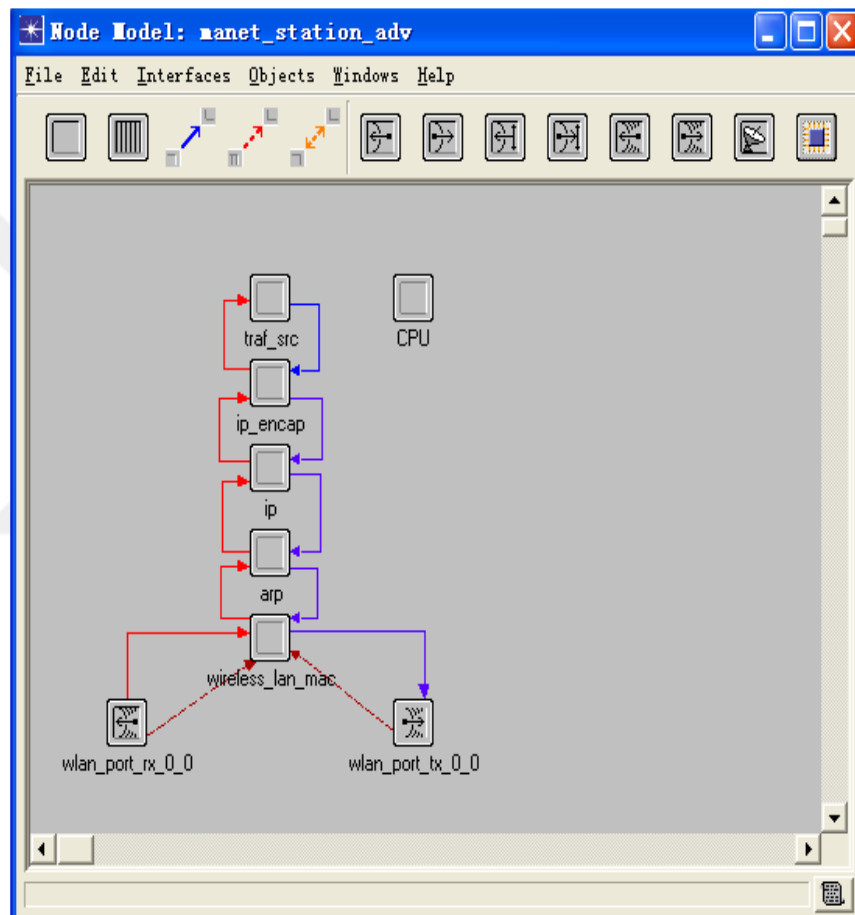 Node Model: manet_station_adv
File Edit Interfaces Objects Windows Help
traf_src
CPU
ip_encap
ip
arp
wireless_lan_mac
wlan_port_rx_0_0
wlan_port_tx_0_0